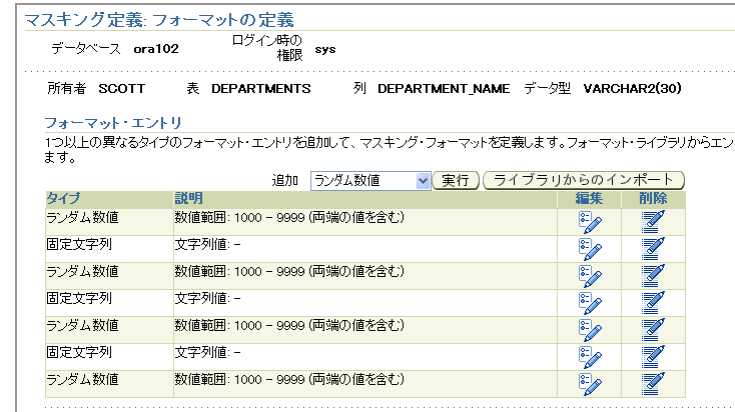 マスキング定義: フォーマットの定義
データベース ora102 ログイン時の権限 sys
所有者 SCOTT 表 DEPARTMENTS 列 DEPARTMENT_NAME データ型 VARCHAR2(30)
フォーマット・エントリ
1つ以上の異なるタイプのフォーマット・エントリを追加して、マスキング・フォーマットを定義します。フォーマット・ライブラリからエン
ます。
追加 ランダム数値 実行 ライブラリからのインポート
タイプ 説明 編集 削除
ランダム数値 数値範囲: 1000 - 9999 (両端の値を含む)
固定文字列 文字列値: -
ランダム数値 数値範囲: 1000 - 9999 (両端の値を含む)
固定文字列 文字列値: -
ランダム数値 数値範囲: 1000 - 9999 (両端の値を含む)
固定文字列 文字列値: -
ランダム数値 数値範囲: 1000 - 9999 (両端の値を含む)